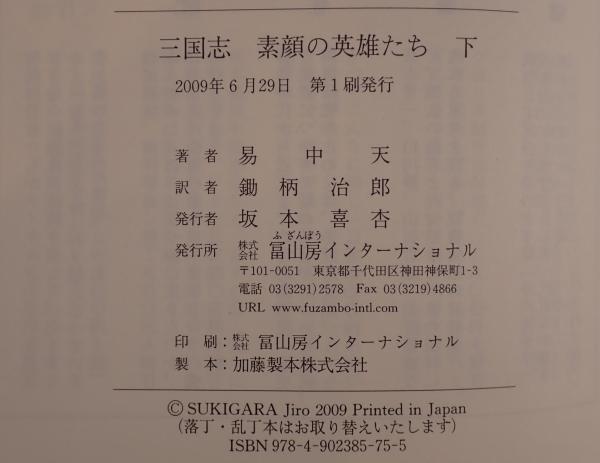 三国志 素顔の英雄たち 下
2009年6月29日 第1刷発行
著者 易中天
訳者 鋤柄治郎
発行者 坂本喜杏
発行所 株式会社 冨山房インターナショナル
ふざんぼう
〒101-0051 東京都千代田区神田神保町1-3
電話 03(3291)2578 Fax 03(3219)4866
URL www.fuzambo-intl.com
印刷：株式会社 冨山房インターナショナル
製本：加藤製本株式会社
© SUKIGARA Jiro 2009 Printed in Japan
(落丁・乱丁本はお取り替えいたします)
ISBN 978-4-902385-75-5